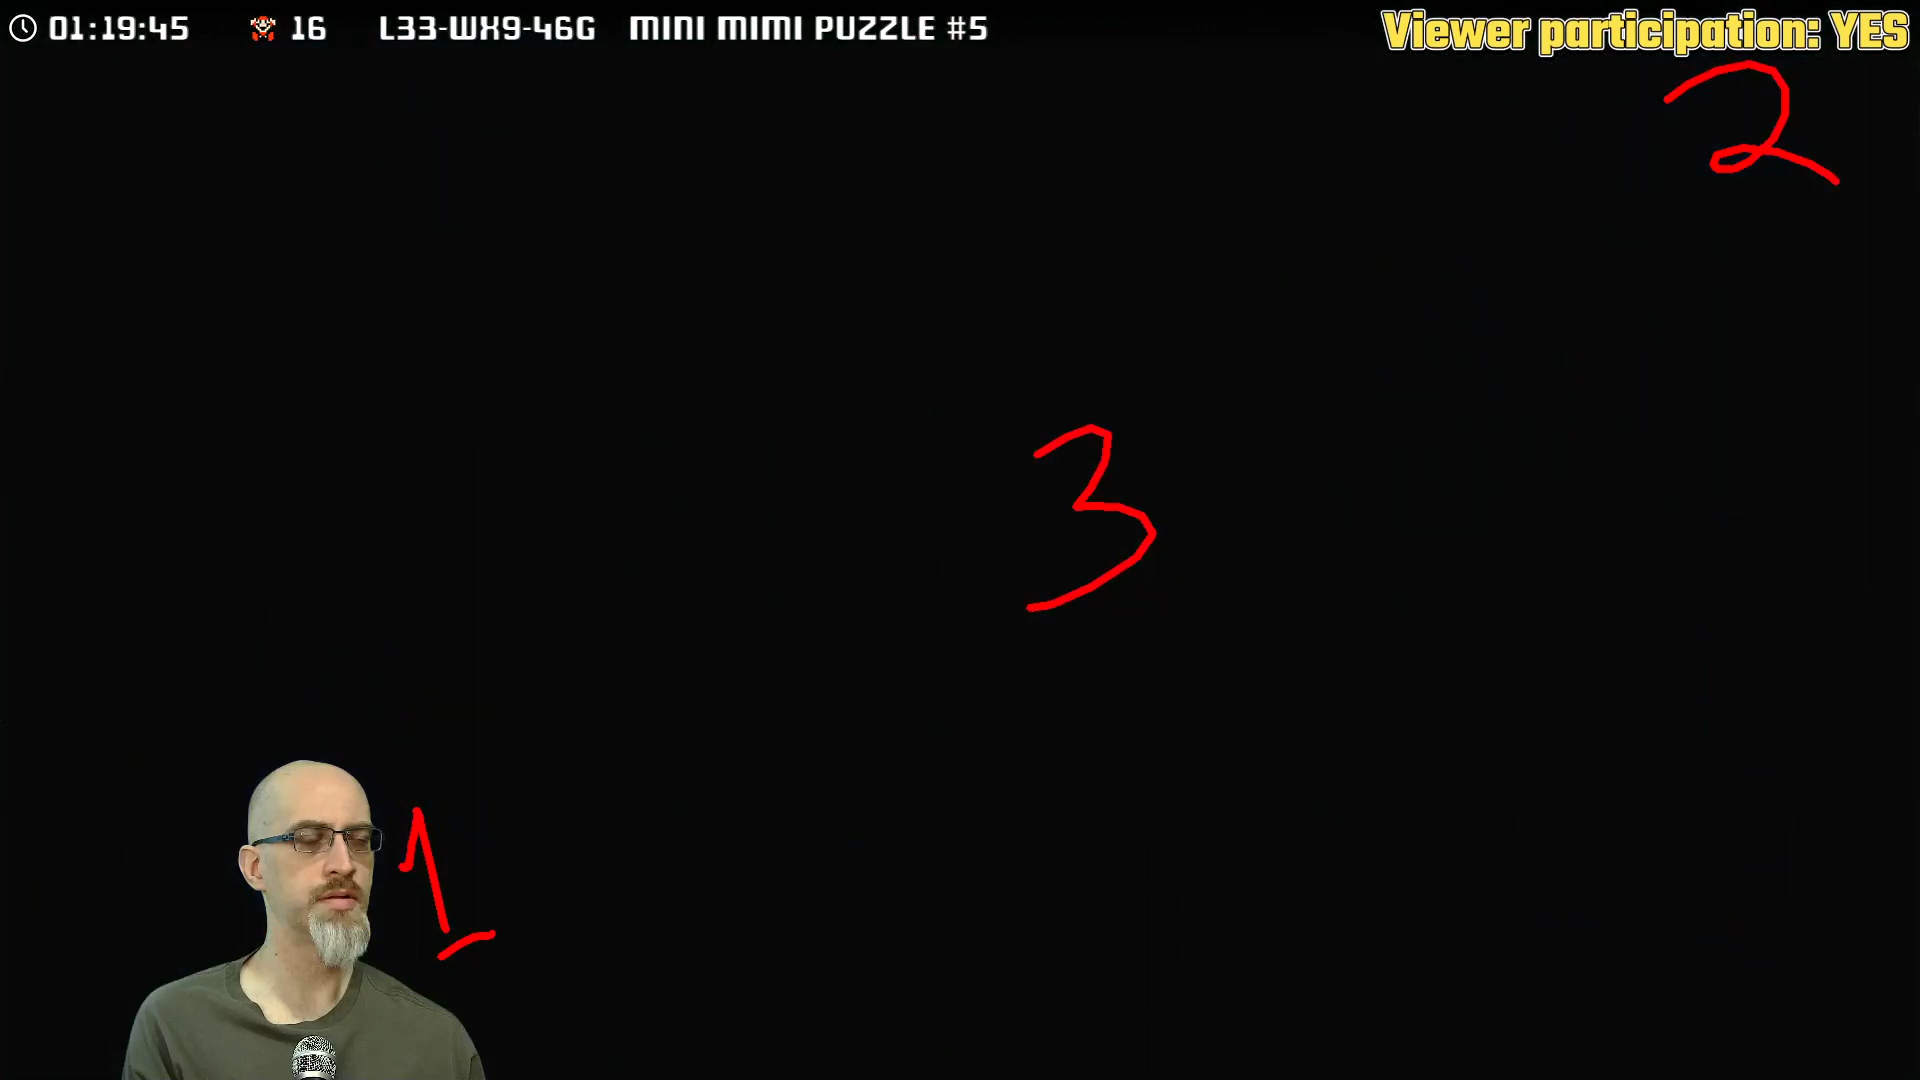 01:19:45 16 L33-WX9-46G MINI MIMI PUZZLE #5 Viewer participation: YES
2
3
1